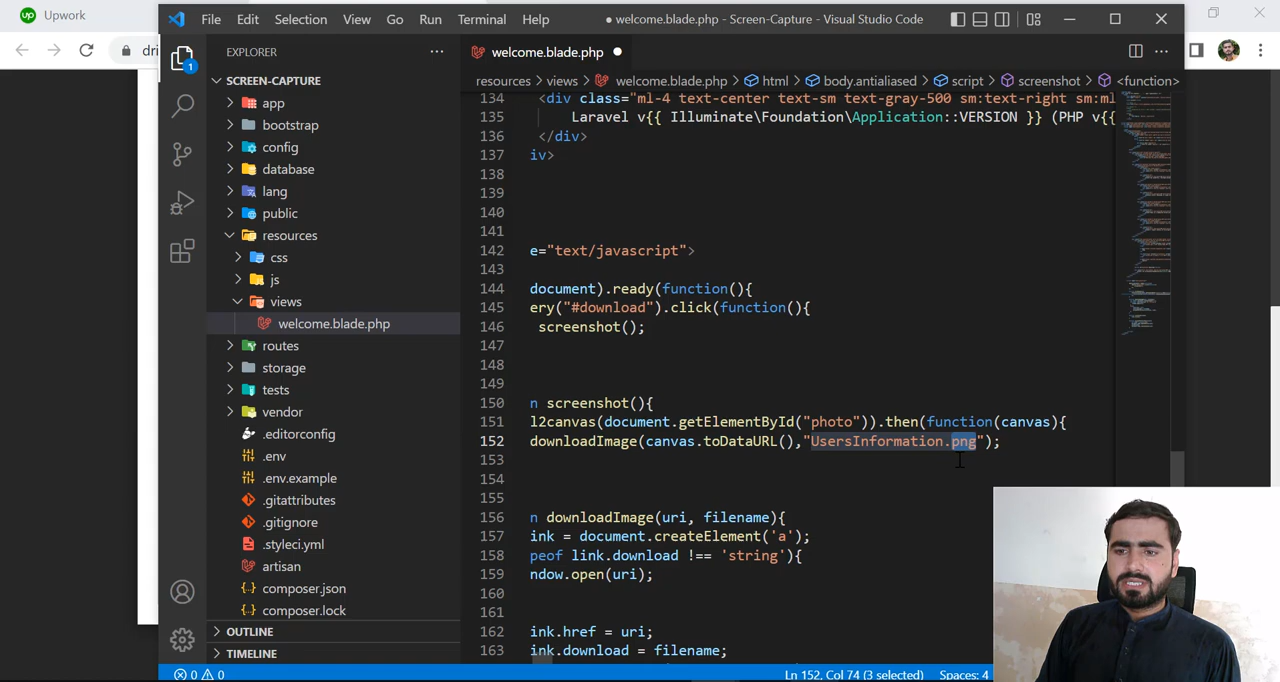 Upwork
File Edit Selection View Go Run Terminal Help
● welcome.blade.php - Screen-Capture - Visual Studio Code
dri
1
EXPLORER
welcome.blade.php
SCREEN-CAPTURE
resources > views > welcome.blade.php > html > body.antialiased > script > screenshot > <function>
app
bootstrap
config
database
lang
public
resources
css
js
views
welcome.blade.php
routes
storage
tests
vendor
.editorconfig
.env
.env.example
.gitattributes
.gitignore
.styleci.yml
artisan
composer.json
composer.lock
OUTLINE
TIMELINE
134 <div class="ml-4 text-center text-sm text-gray-500 sm:text-right sm:ml
135 Laravel v{{ Illuminate\Foundation\Application::VERSION }} (PHP v{{
136 </div>
137 iv>
138
139
140
141
142 e="text/javascript">
143
144 document).ready(function(){
145 ery("#download").click(function(){
146 screenshot();
147
148
149
150 n screenshot(){
151 l2canvas(document.getElementById("photo")).then(function(canvas){
152 downloadImage(canvas.toDataURL(),"UsersInformation.png");
153
154
155
156 n downloadImage(uri, filename){
157 ink = document.createElement('a');
158 peof link.download !== 'string'){
159 ndow.open(uri);
160
161
162 ink.href = uri;
163 ink.download = filename;
0 0
Ln 152, Col 74 (3 selected) Spaces: 4